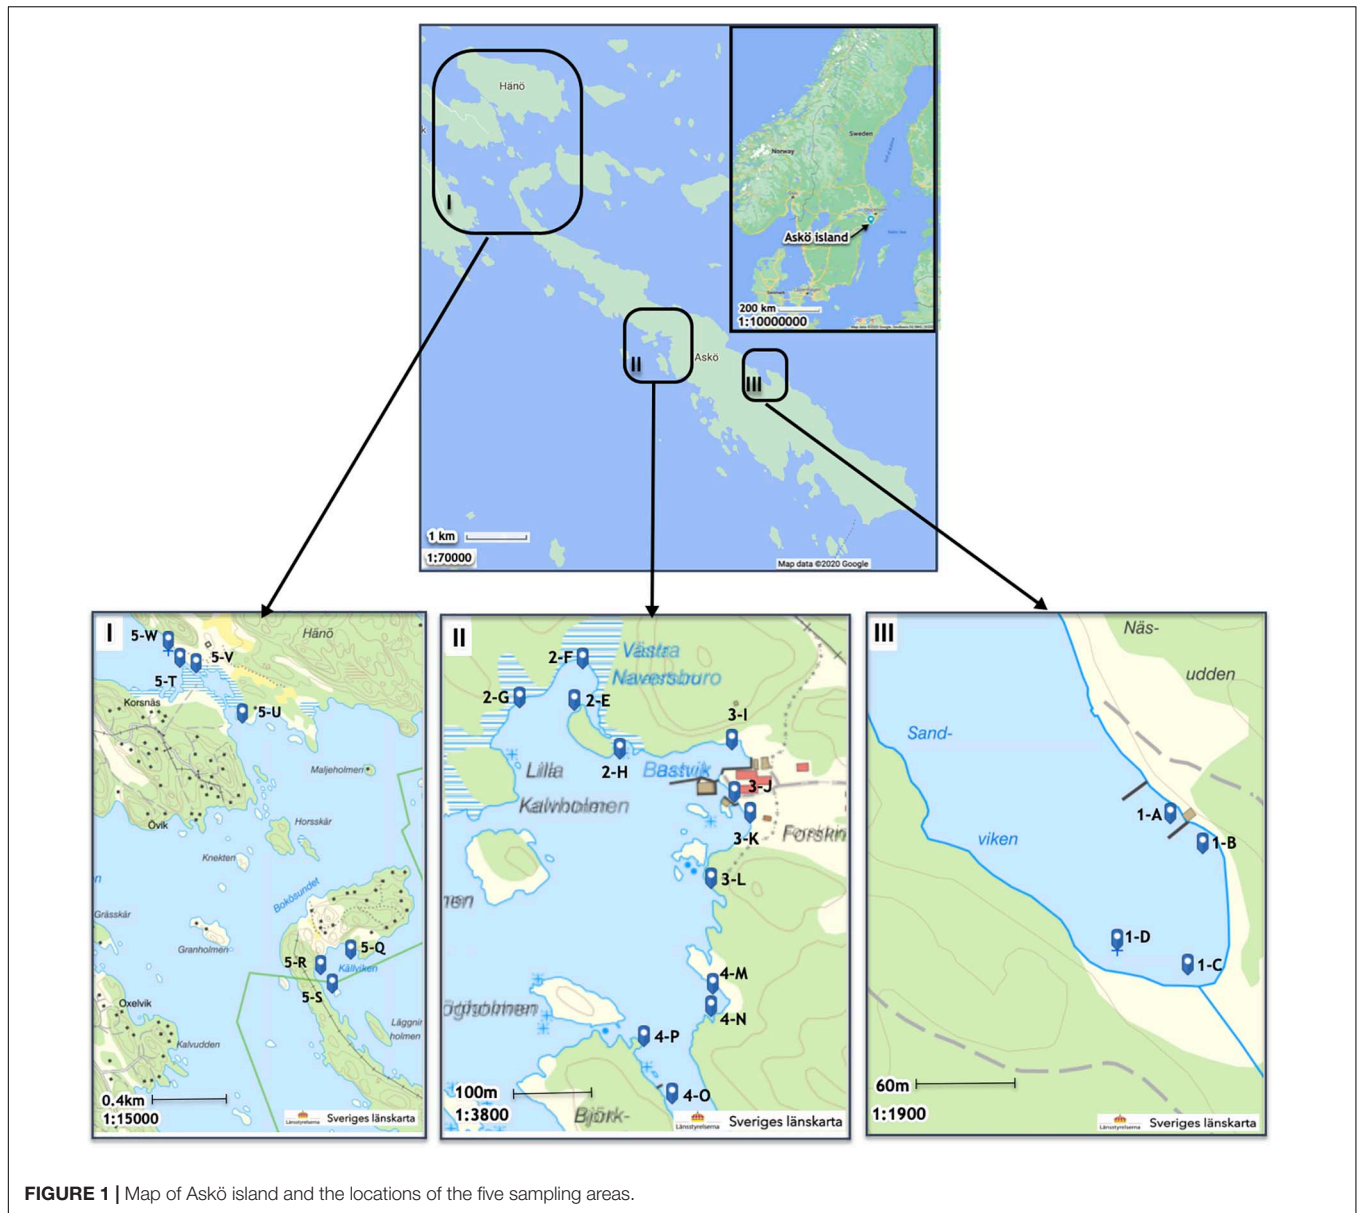 Hänö
k
I
II
Askö
III
Norway
Sweden
Askö island
200 km
1:10000000
1 km
1:70000
Map data ©2020 Google
I
Hänö
5-W
5-V
5-T
5-U
Korsnäs
Maljeholmen
Övik
Horsskär
Knekten
n
Bokösundet
Grässkär
Granholmen
5-Q
5-R
Källviken
5-S
Oxelvik
Kalvudden
Läggnir
holmen
0.4km
1:15000
Länsstyrelserna
Sveriges länskarta
II
Västra
2-F
2-G
2-E
3-I
2-H
Lilla
Bastvik
Kalvholmen
3-J
3-K
Forskn
3-L
4-M
4-N
4-P
4-O
100m
1:3800
Björk-
Länsstyrelserna
Sveriges länskarta
III
Näs-
udden
Sand-
viken
1-A
1-B
1-D
1-C
60m
1:1900
Länsstyrelserna
Sveriges länskarta
FIGURE 1 | Map of Askö island and the locations of the five sampling areas.